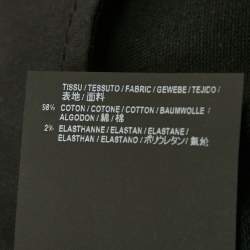 TISSU / TESSUTO / FABRIC / GEWEBE / TEJIDO /
表地 / 面料
98% COTON / COTONE / COTTON / BAUMWOLLE /
ALGODON / 綿 / 棉
2% ELASTHANNE / ELASTAN / ELASTANE /
ELASTHAN / ELASTANO / ポリウレタン / 氨纶